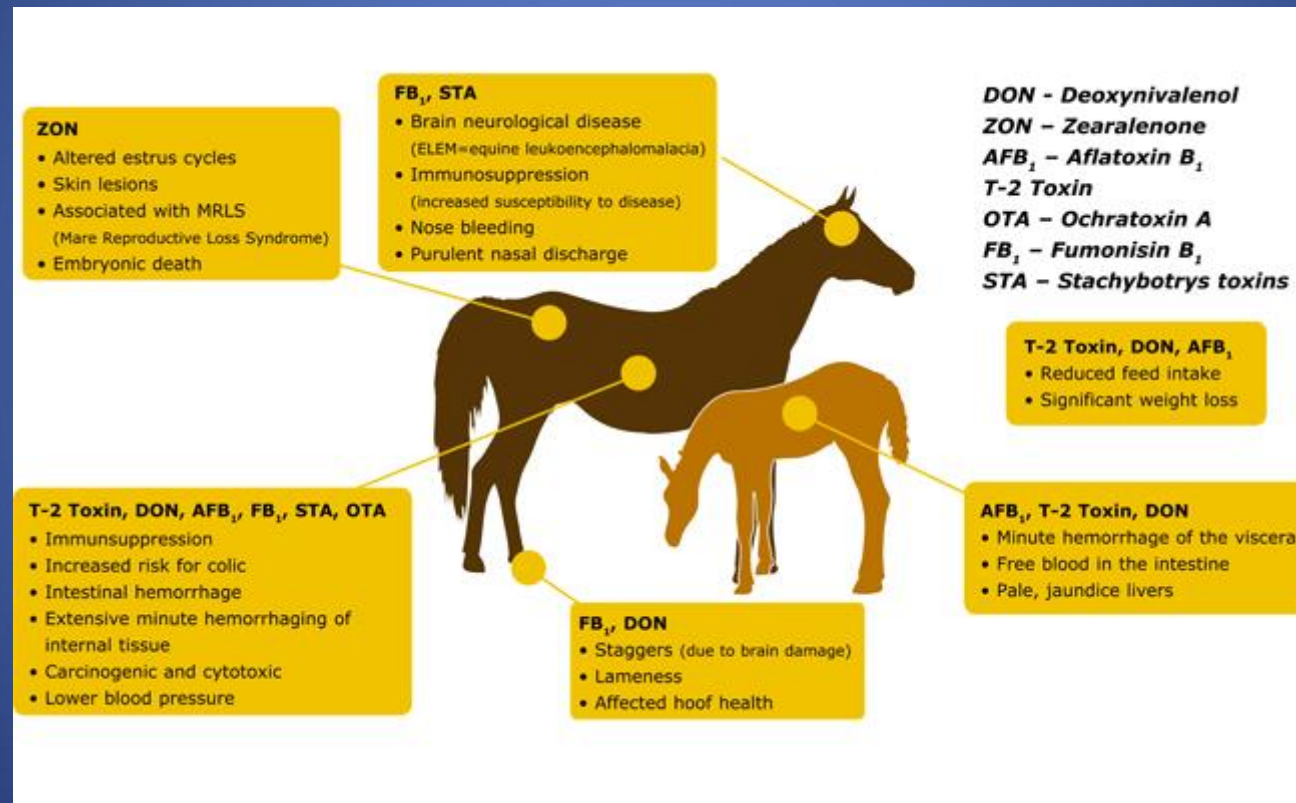 ZON
• Altered estrus cycles
• Skin lesions
• Associated with MRLS
(Mare Reproductive Loss Syndrome)
• Embryonic death
FB₁, STA
• Brain neurological disease
(ELEM=equine leukoencephalomalacia)
• Immunosuppression
(increased susceptibility to disease)
• Nose bleeding
• Purulent nasal discharge
DON - Deoxynivalenol
ZON – Zearalenone
AFB₁ – Aflatoxin B₁
T-2 Toxin
OTA – Ochratoxin A
FB₁ – Fumonisin B₁
STA – Stachybotrys toxins
T-2 Toxin, DON, AFB₁
• Reduced feed intake
• Significant weight loss
T-2 Toxin, DON, AFB₁, FB₁, STA, OTA
• Immunsuppression
• Increased risk for colic
• Intestinal hemorrhage
• Extensive minute hemorrhaging of
internal tissue
• Carcinogenic and cytotoxic
• Lower blood pressure
FB₁, DON
• Staggers (due to brain damage)
• Lameness
• Affected hoof health
AFB₁, T-2 Toxin, DON
• Minute hemorrhage of the viscera
• Free blood in the intestine
• Pale, jaundice livers